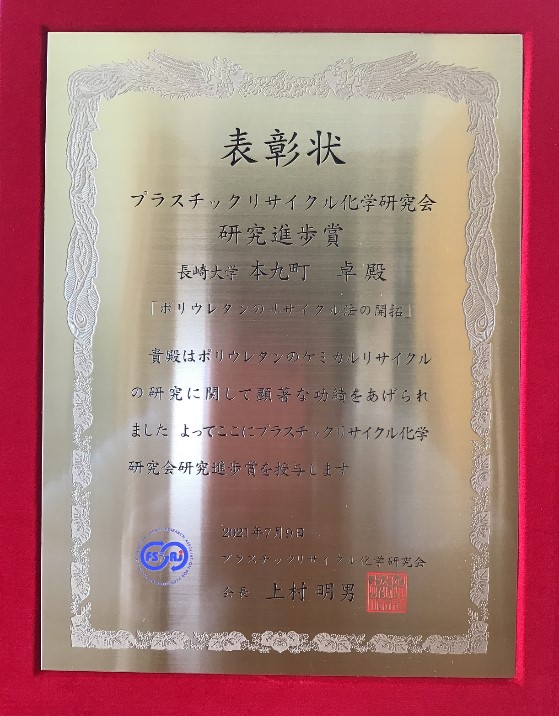 表彰状
プラスチックリサイクル化学研究会
研究進歩賞
長崎大学 本九町 卓 殿
「ポリウレタンのリサイクル法の開拓」
貴殿はポリウレタンのケミカルリサイクル
の研究に関して顕著な功績をあげられ
ました よってここにプラスチックリサイクル化学
研究会研究進歩賞を授与します
2021年7月9日
プラスチックリサイクル化学研究会
会長 上村明男
FSRJ